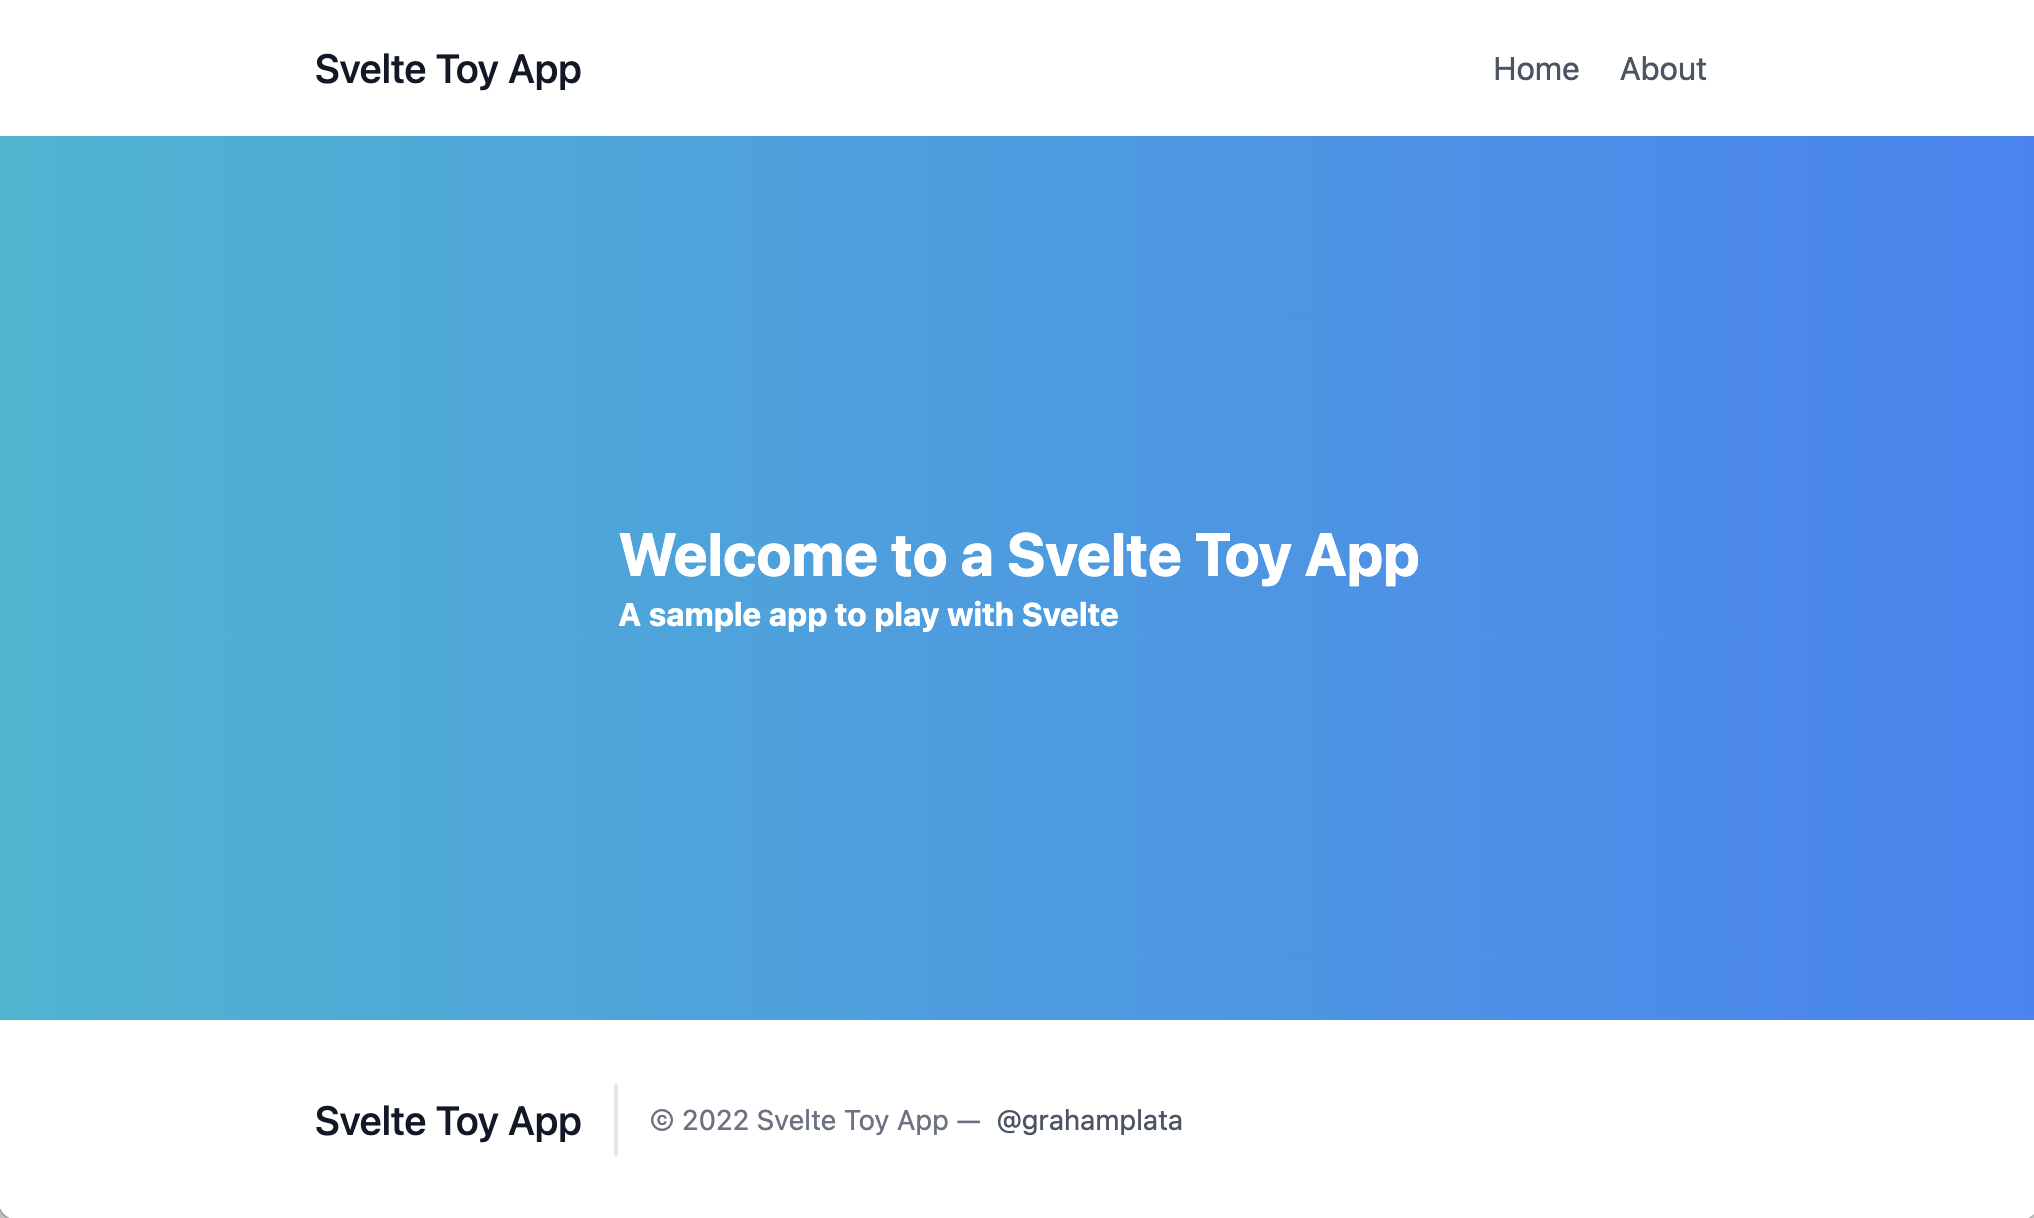 Svelte Toy App
Home About
Welcome to a Svelte Toy App
A sample app to play with Svelte
Svelte Toy App
© 2022 Svelte Toy App — @grahamplata